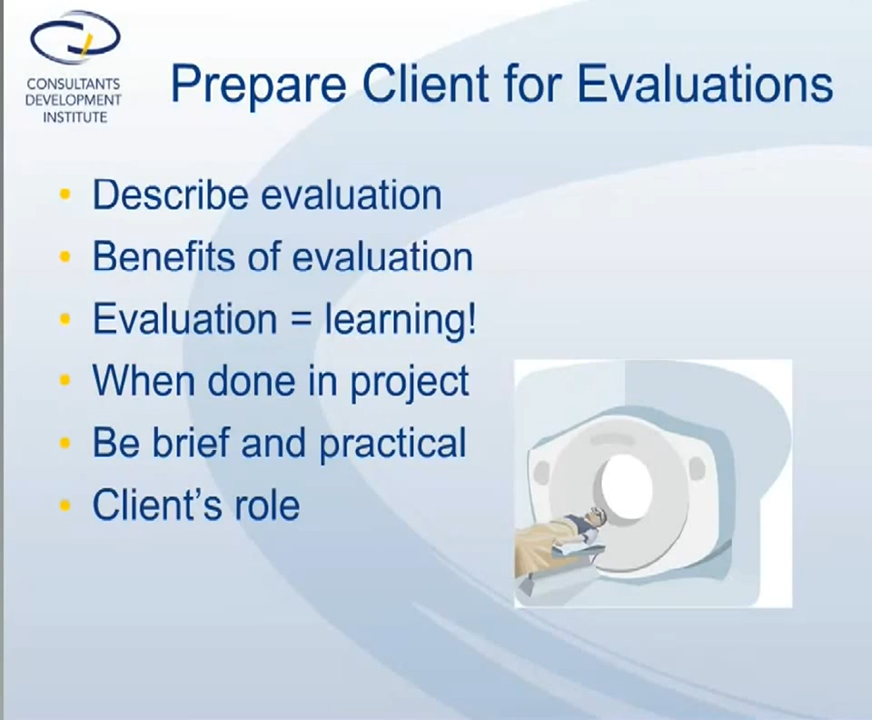 CONSULTANTS
DEVELOPMENT
INSTITUTE
Prepare Client for Evaluations
• Describe evaluation
• Benefits of evaluation
• Evaluation = learning!
• When done in project
• Be brief and practical
• Client’s role